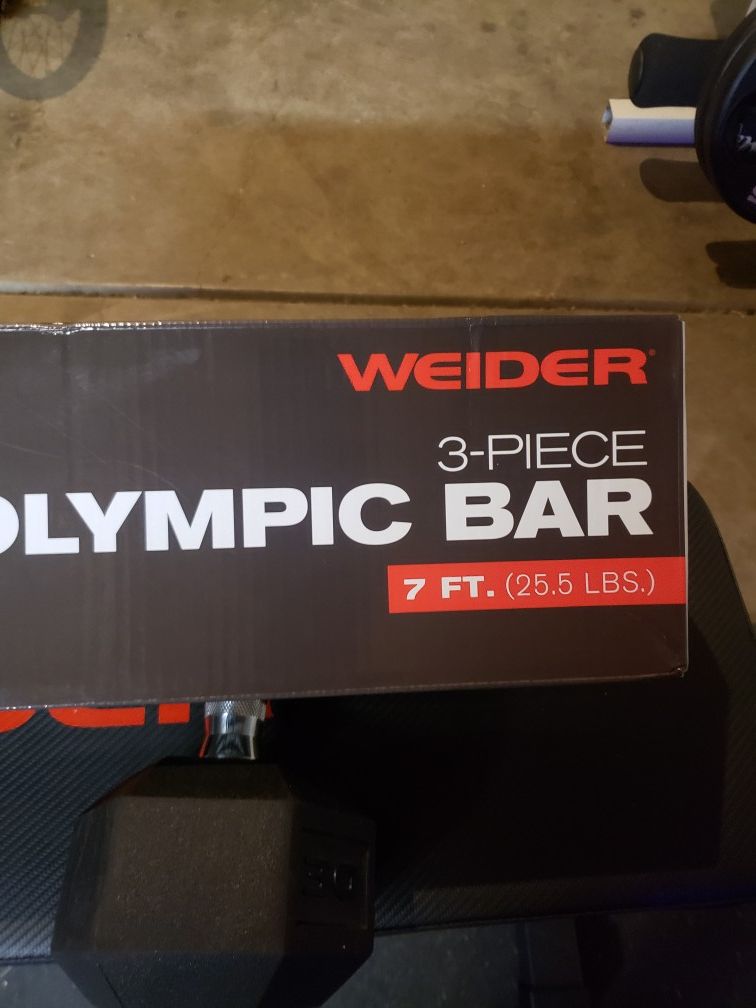 WEIDER®
3-PIECE
OLYMPIC BAR
7 FT. (25.5 LBS.)